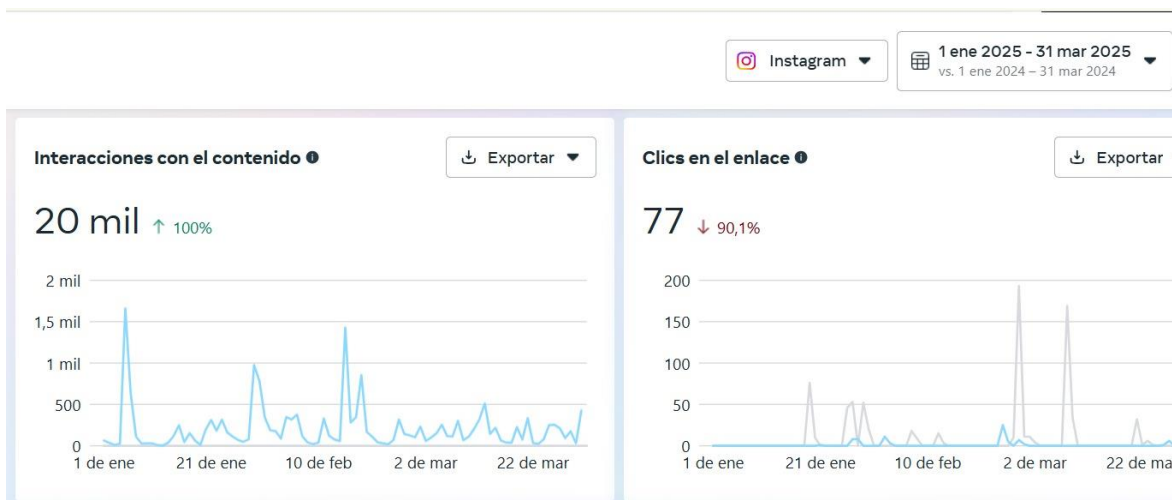 Instagram
1 ene 2025 - 31 mar 2025
vs. 1 ene 2024 – 31 mar 2024
Interacciones con el contenido
Exportar
20 mil ↑ 100%
2 mil
1,5 mil
1 mil
500
0
1 de ene 21 de ene 10 de feb 2 de mar 22 de mar
Clics en el enlace
Exportar
77 ↓ 90,1%
200
150
100
50
0
1 de ene 21 de ene 10 de feb 2 de mar 22 de ma